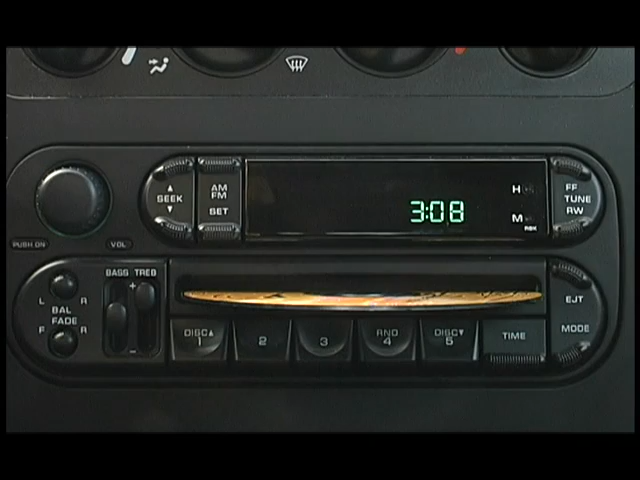 AM
FM
SEEK
SET
3:08
H
M
RBK
FF
TUNE
RW
PUSH ON
VOL
BASS TREB
+
L R
BAL
FADE
F R
-
DISC▲
1
2
3
RND
4
DISC▼
5
TIME
EJT
MODE